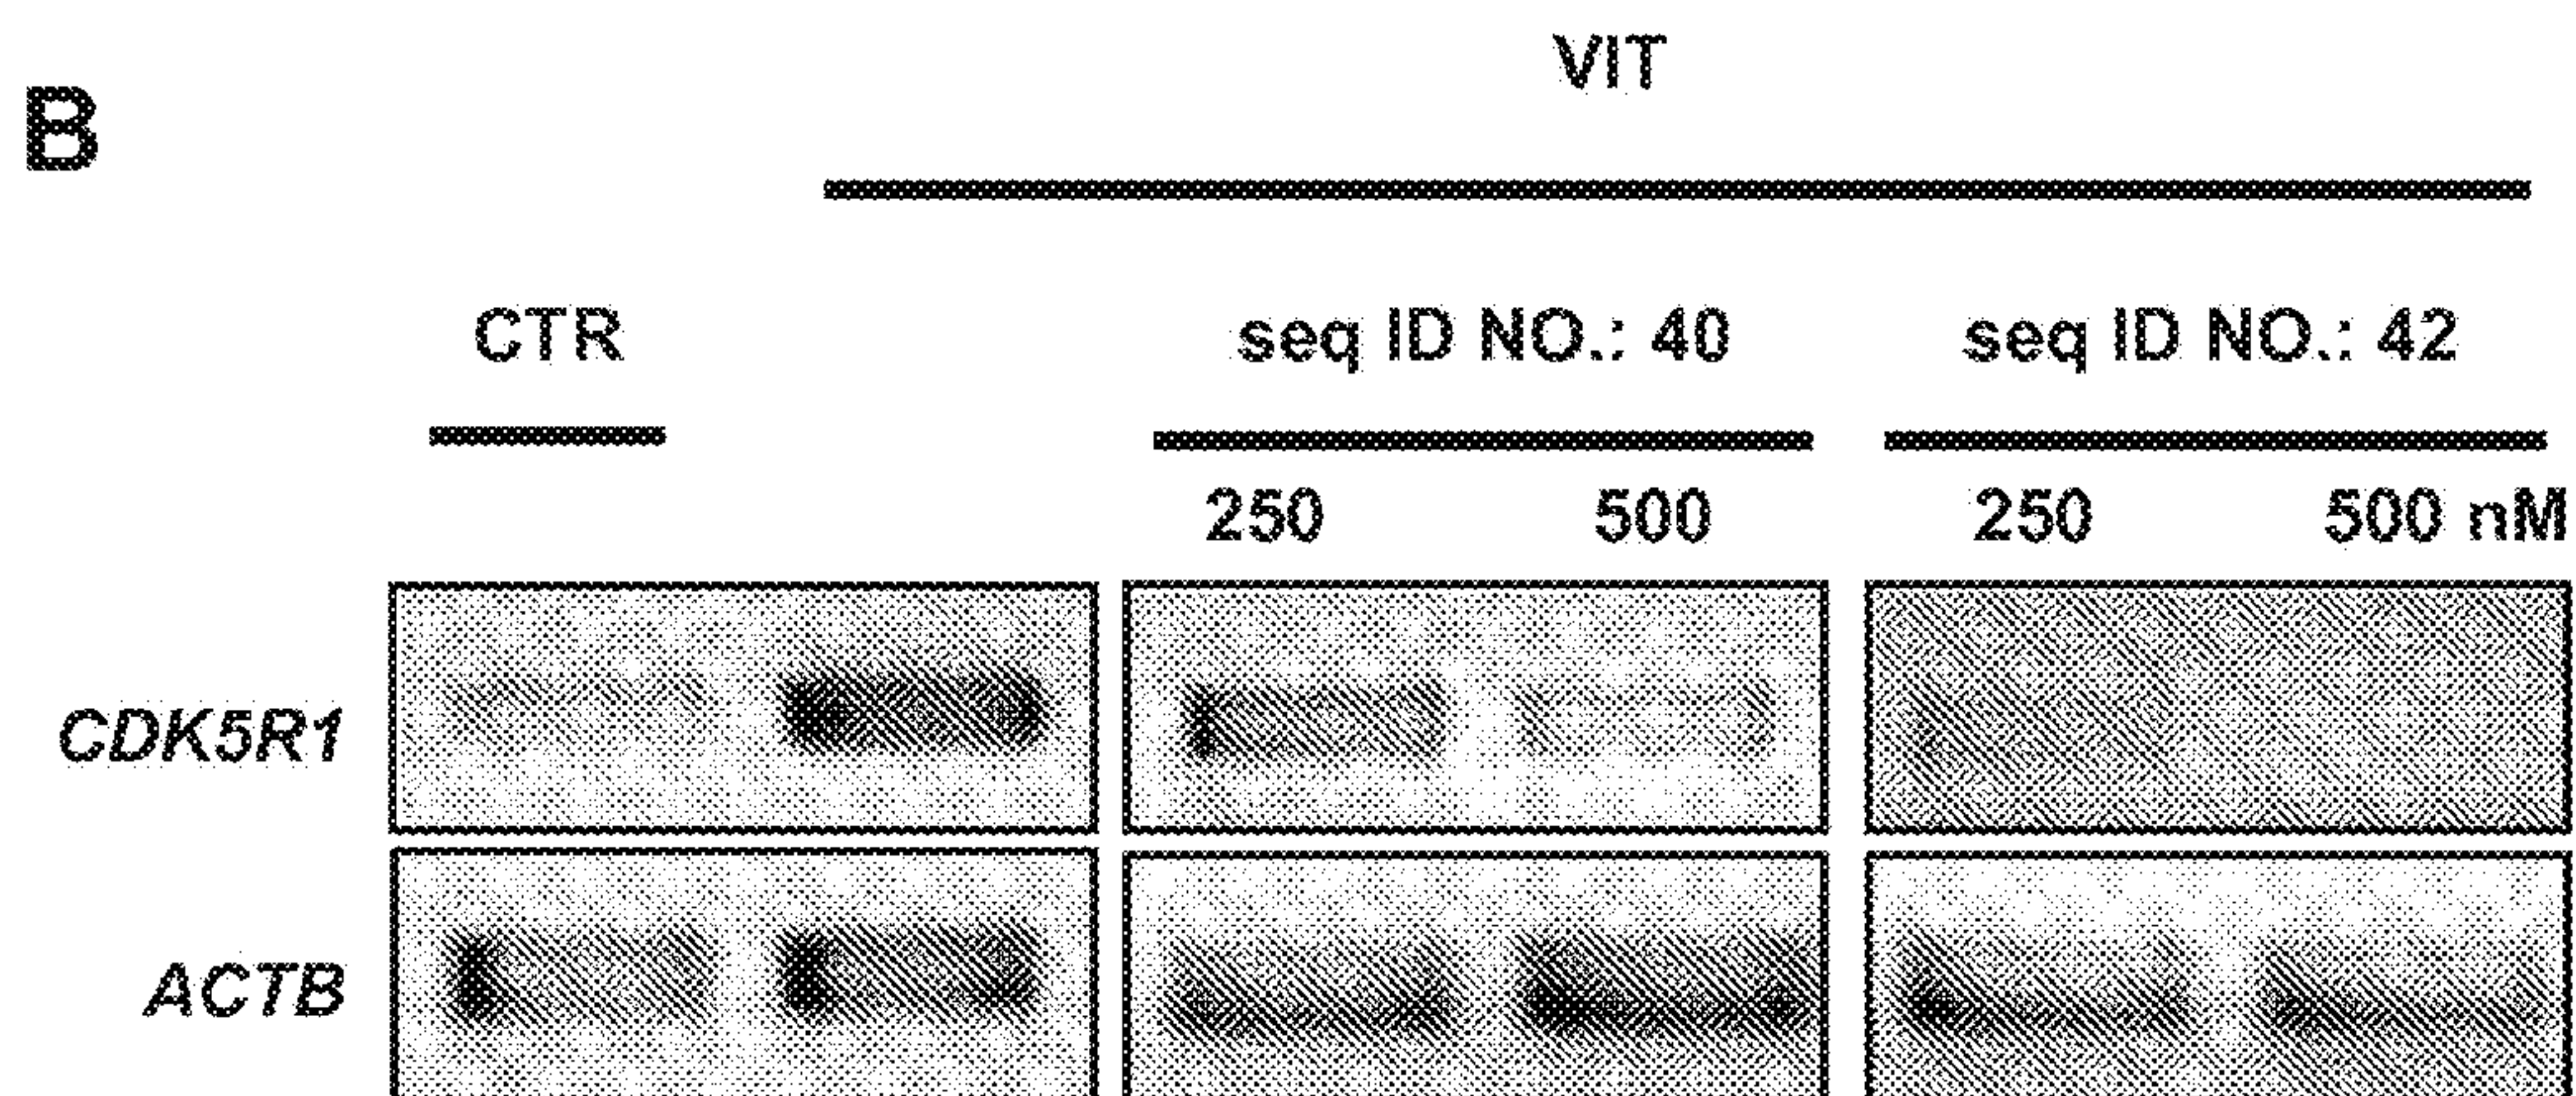 B
VIT
CTR
seq ID NO.: 40
seq ID NO.: 42
250 500
250 500 nM
CDK5R1
ACTB